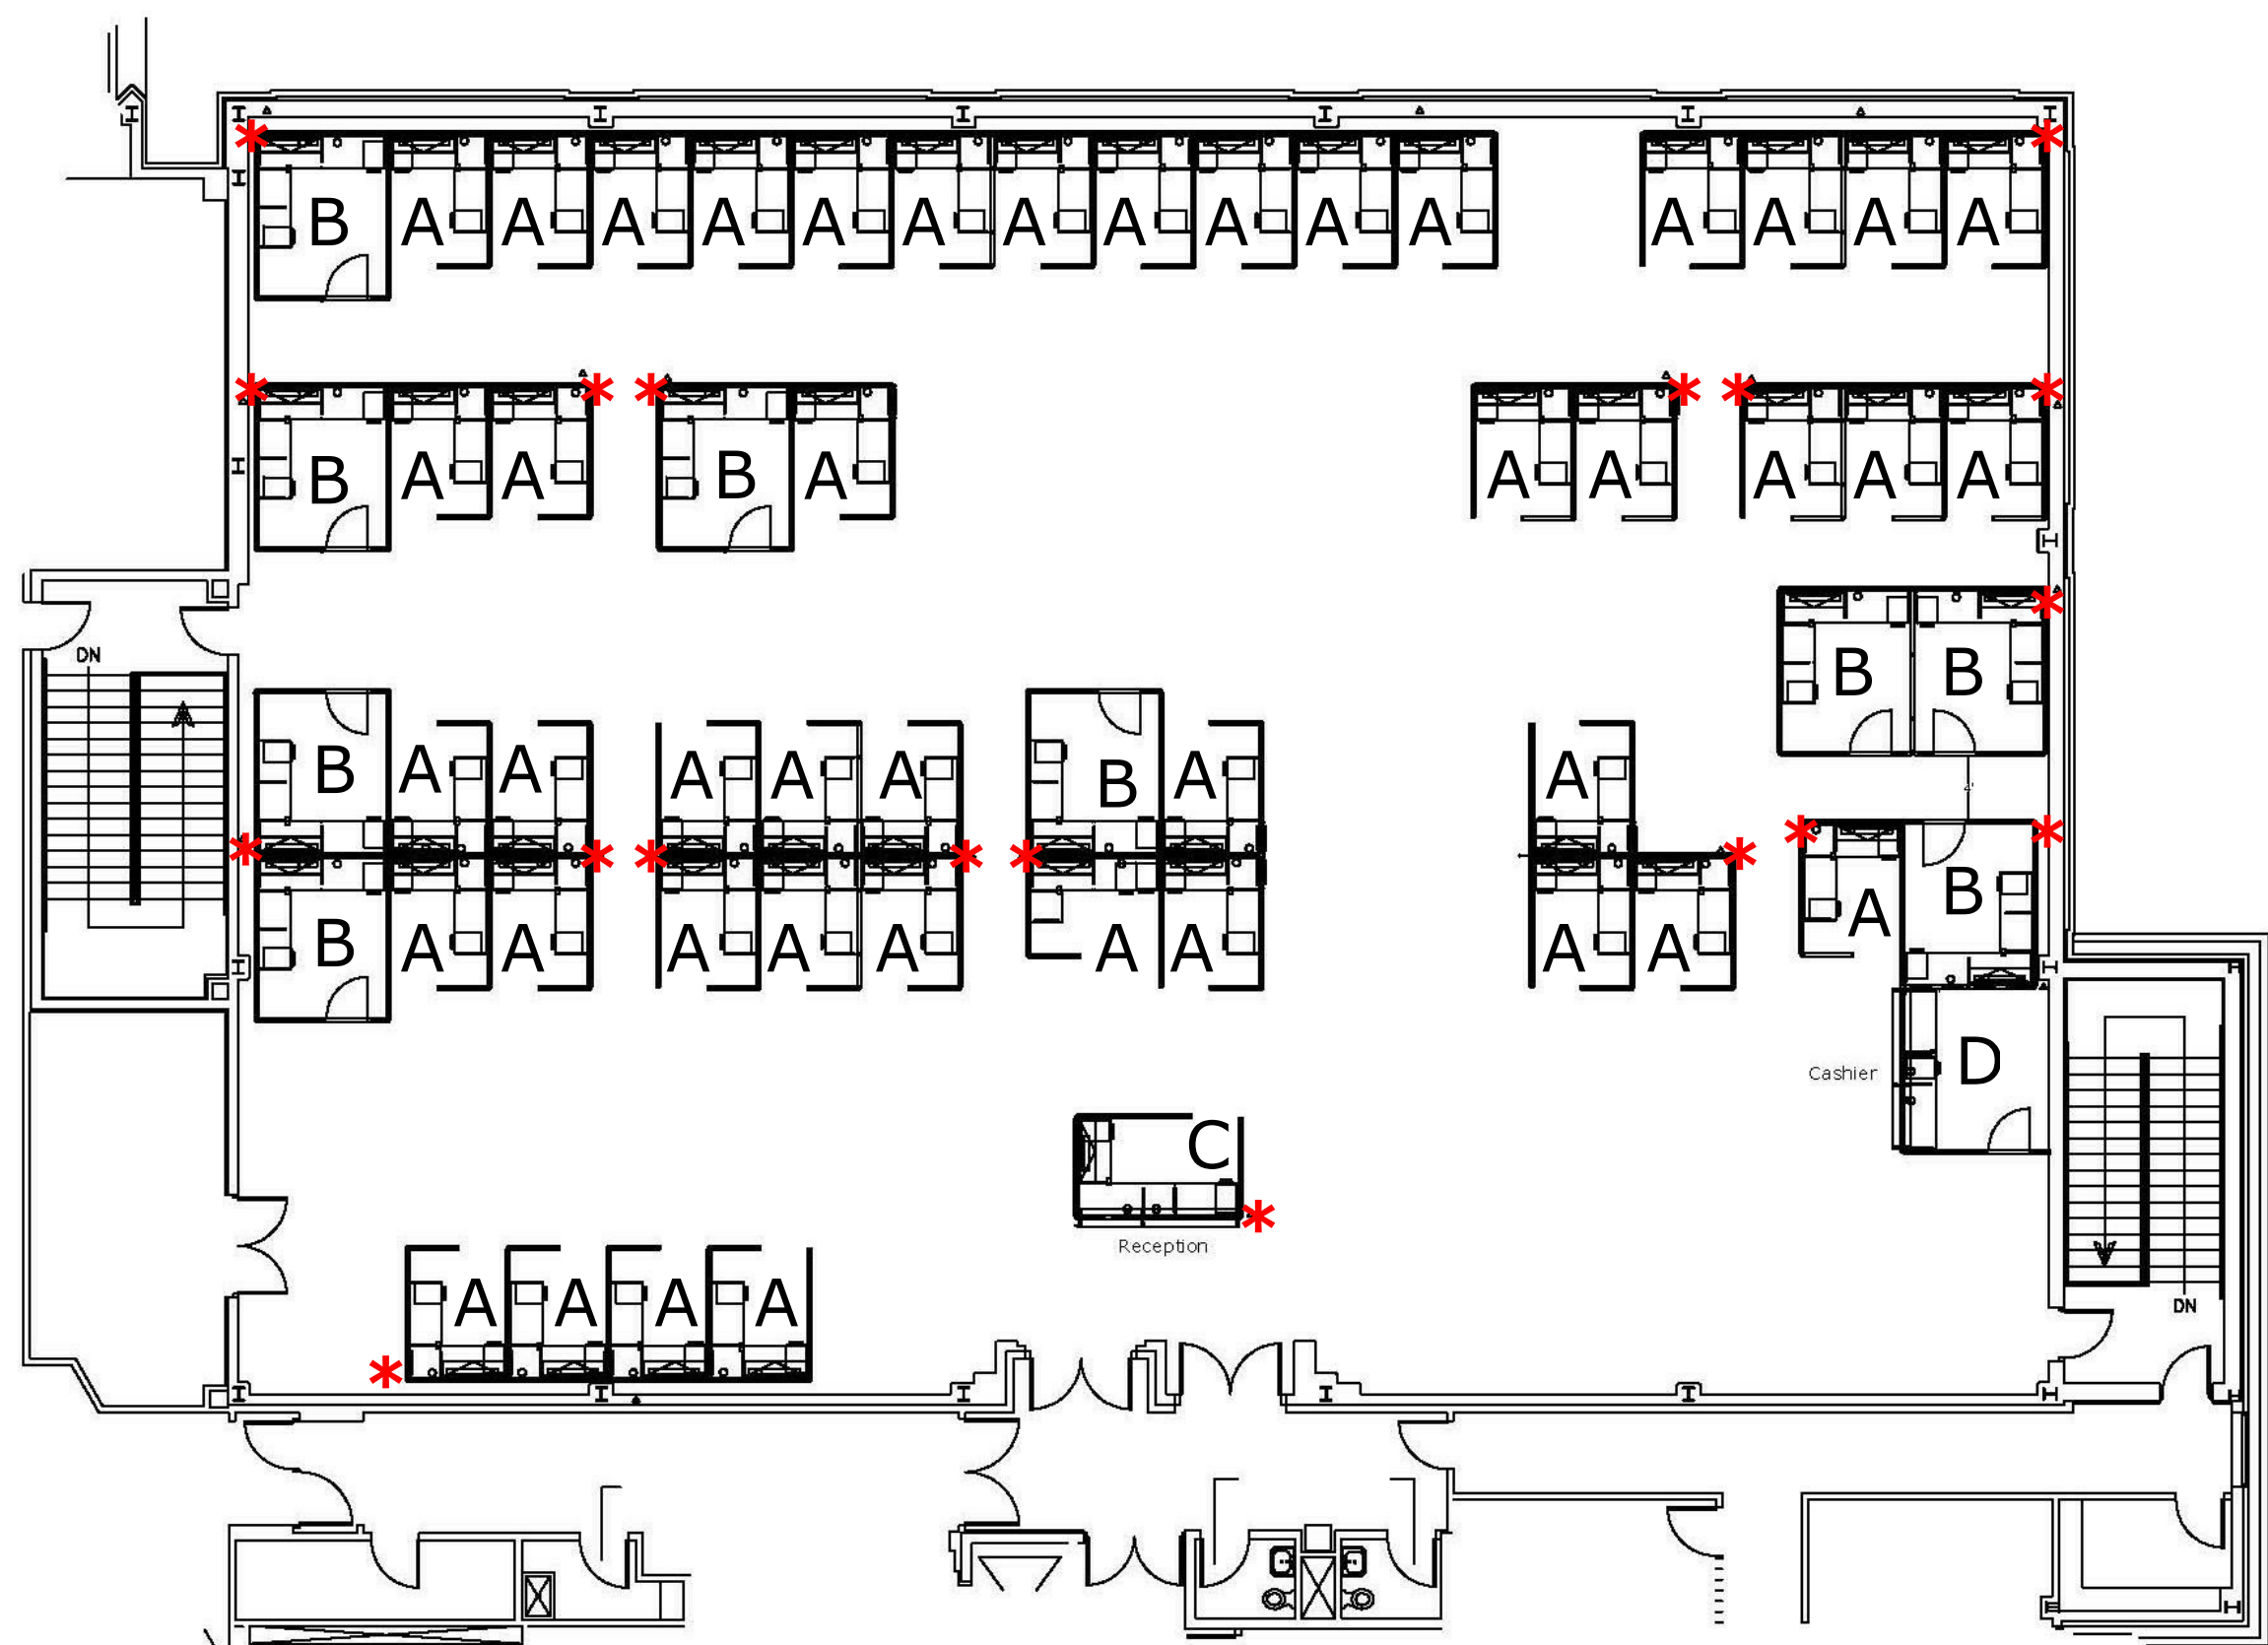 B A A A A A A A A A A A A A A A
* *
* * * * * *
B A A B A A A A A A
*
DN
B B
B A A A A A B A A
* * * * * * * * *
A B
B A A A A A A A A A
D
Cashier
C
*
Reception
A A A A
DN
*